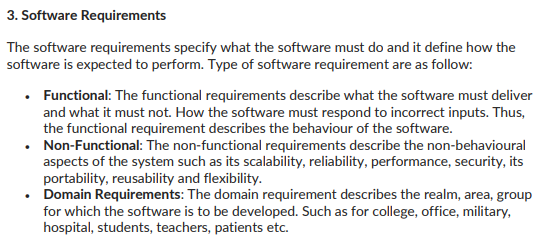 3. Software Requirements
The software requirements specify what the software must do and it define how the
software is expected to perform. Type of software requirement are as follow:
• Functional: The functional requirements describe what the software must deliver
and what it must not. How the software must respond to incorrect inputs. Thus,
the functional requirement describes the behaviour of the software.
• Non-Functional: The non-functional requirements describe the non-behavioural
aspects of the system such as its scalability, reliability, performance, security, its
portability, reusability and flexibility.
• Domain Requirements: The domain requirement describes the realm, area, group
for which the software is to be developed. Such as for college, office, military,
hospital, students, teachers, patients etc.